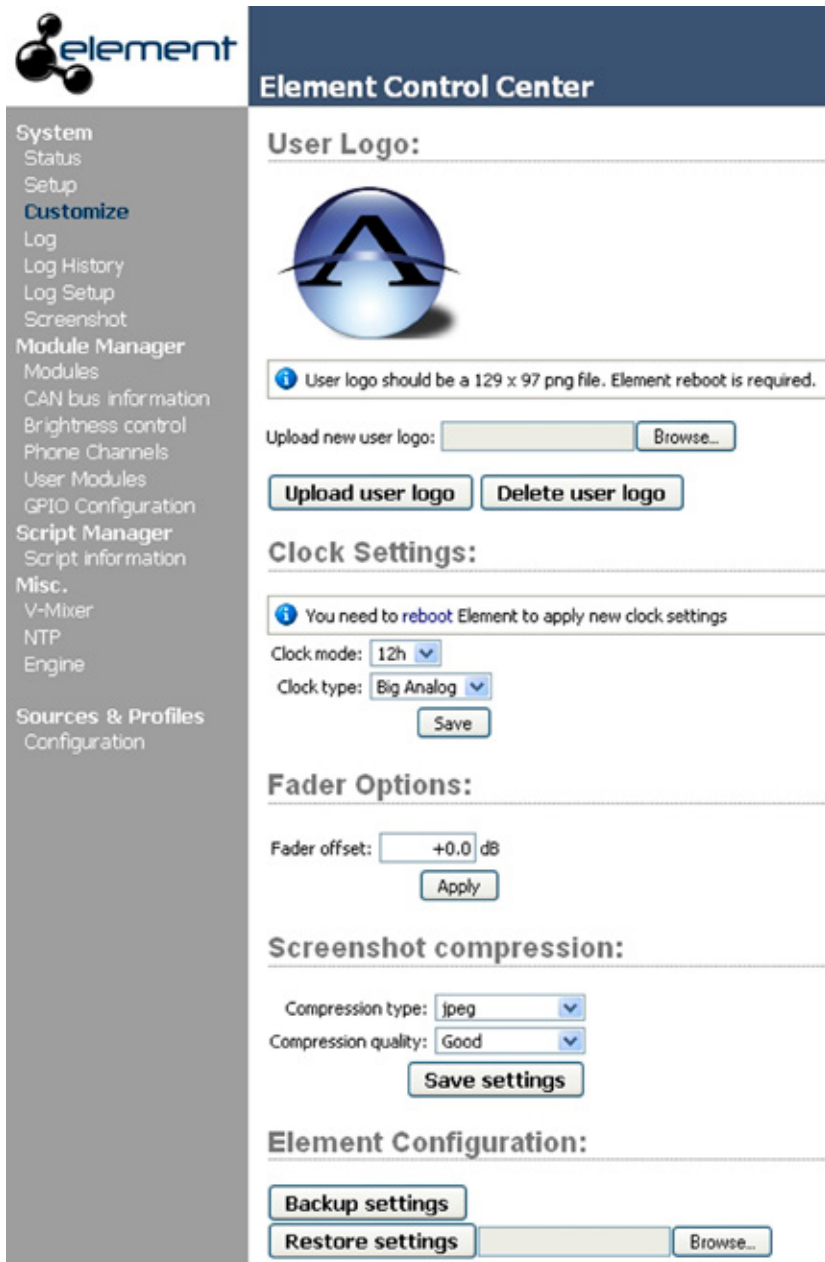 element
Element Control Center
System
Status
Setup
Customize
Log
Log History
Log Setup
Screenshot
Module Manager
Modules
CAN bus information
Brightness control
Phone Channels
User Modules
GPIO Configuration
Script Manager
Script information
Misc.
V-Mixer
NTP
Engine
Sources & Profiles
Configuration
User Logo:
A
User logo should be a 129 x 97 png file. Element reboot is required.
Upload new user logo: Browse...
Upload user logo Delete user logo
Clock Settings:
You need to reboot Element to apply new clock settings
Clock mode: 12h
Clock type: Big Analog
Save
Fader Options:
Fader offset: +0.0 dB
Apply
Screenshot compression:
Compression type: jpeg
Compression quality: Good
Save settings
Element Configuration:
Backup settings
Restore settings Browse...